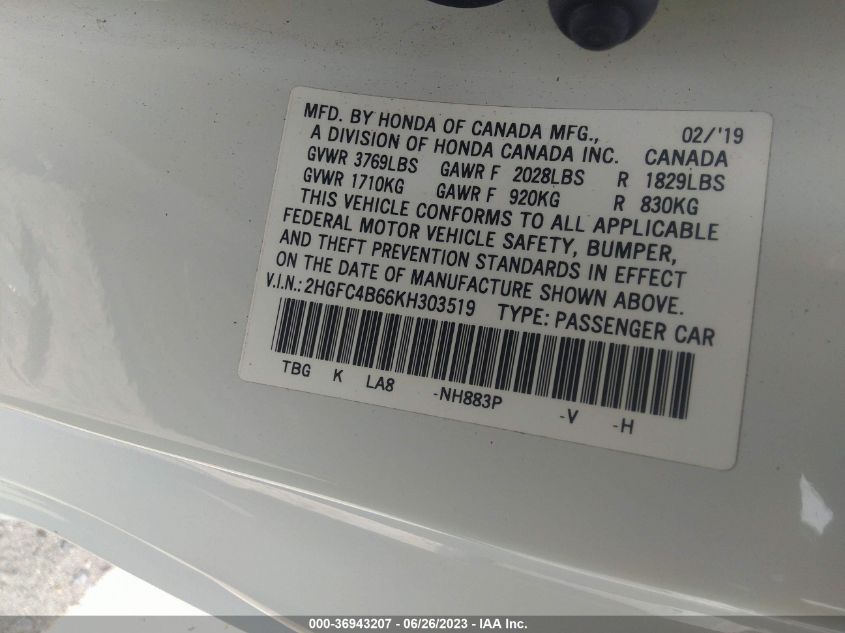 MFD. BY HONDA OF CANADA MFG., 02/'19
A DIVISION OF HONDA CANADA INC. CANADA
GVWR 3769LBS GAWR F 2028LBS R 1829LBS
GVWR 1710KG GAWR F 920KG R 830KG
THIS VEHICLE CONFORMS TO ALL APPLICABLE
FEDERAL MOTOR VEHICLE SAFETY, BUMPER,
AND THEFT PREVENTION STANDARDS IN EFFECT
ON THE DATE OF MANUFACTURE SHOWN ABOVE.
V.I.N.: 2HGFC4B66KH303519 TYPE: PASSENGER CAR
TBG K LA8 -NH883P -V -H
000-36943207 - 06/26/2023 - IAA Inc.